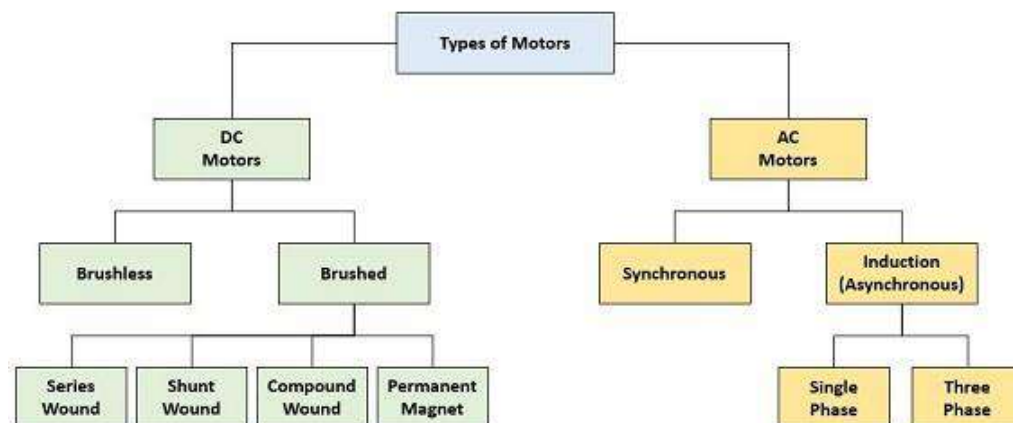 Types of Motors
DC
Motors
AC
Motors
Brushless
Brushed
Synchronous
Induction
(Asynchronous)
Series
Wound
Shunt
Wound
Compound
Wound
Permanent
Magnet
Single
Phase
Three
Phase